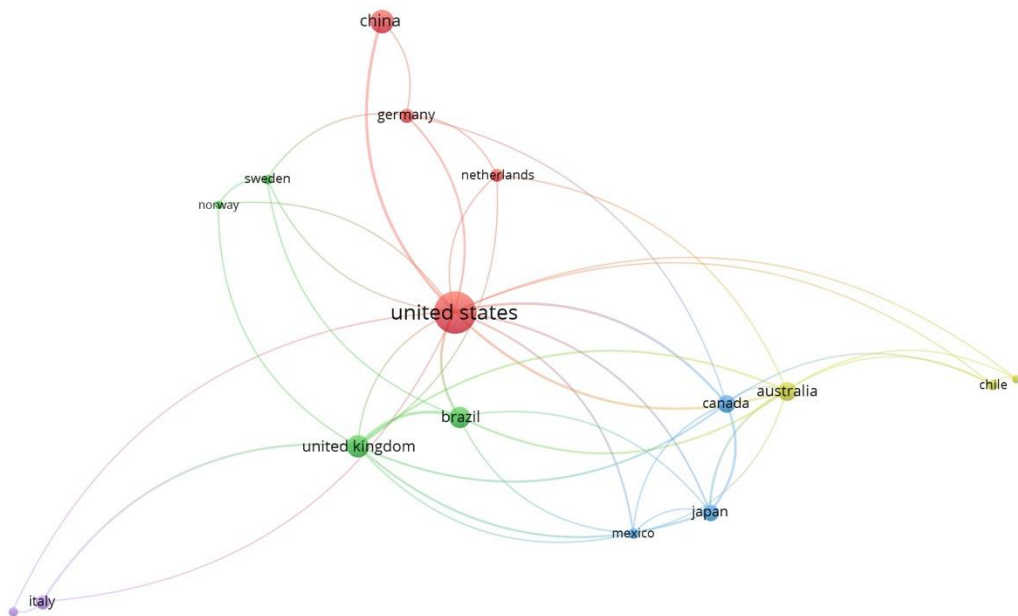 china
germany
netherlands
sweden
norway
united states
chile
australia
canada
brazil
united kingdom
japan
mexico
italy